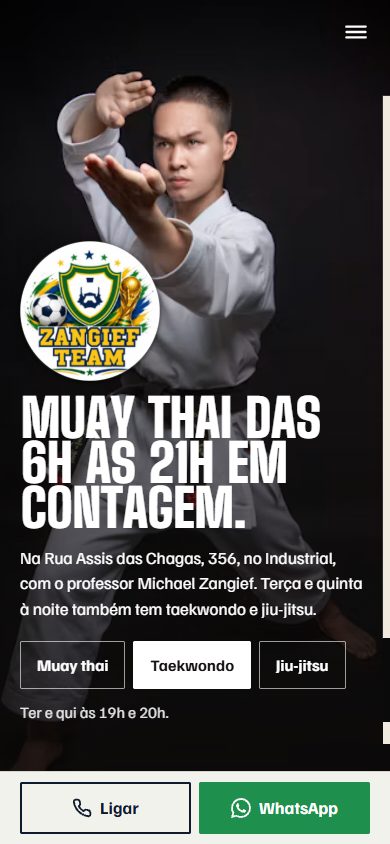 ZANGIEF
TEAM
MUAY THAI DAS
6H ÀS 21H EM
CONTAGEM.
Na Rua Assis das Chagas, 356, no Industrial,
com o professor Michael Zangief. Terça e quinta
à noite também tem taekwondo e jiu-jitsu.
Muay thai
Taekwondo
Jiu-jitsu
Ter e qui às 19h e 20h.
Ligar
WhatsApp